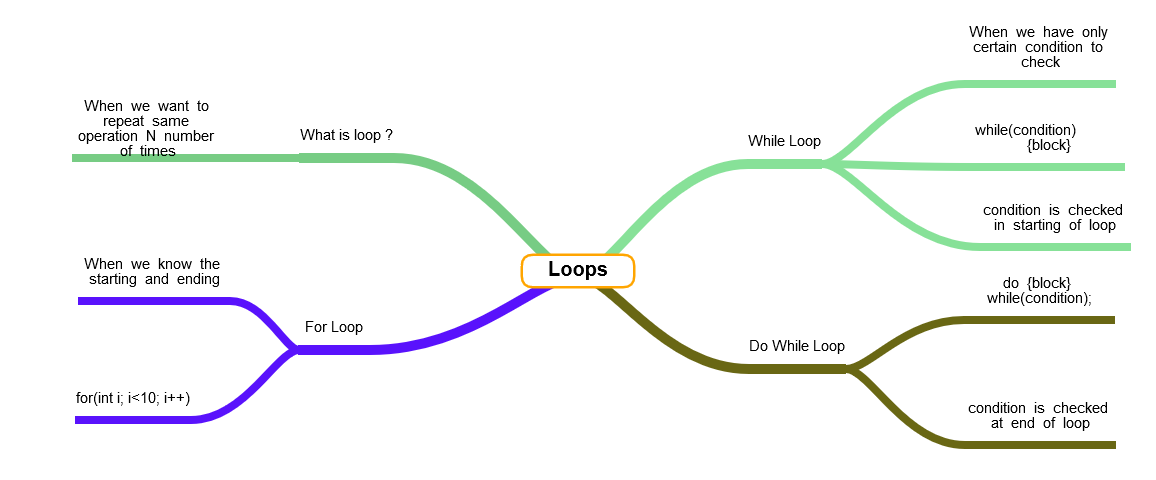 Loops
What is loop ?
When we want to
repeat same
operation N number
of times
For Loop
When we know the
starting and ending
for(int i; i<10; i++)
While Loop
When we have only
certain condition to
check
while(condition)
{block}
condition is checked
in starting of loop
Do While Loop
do {block}
while(condition);
condition is checked
at end of loop